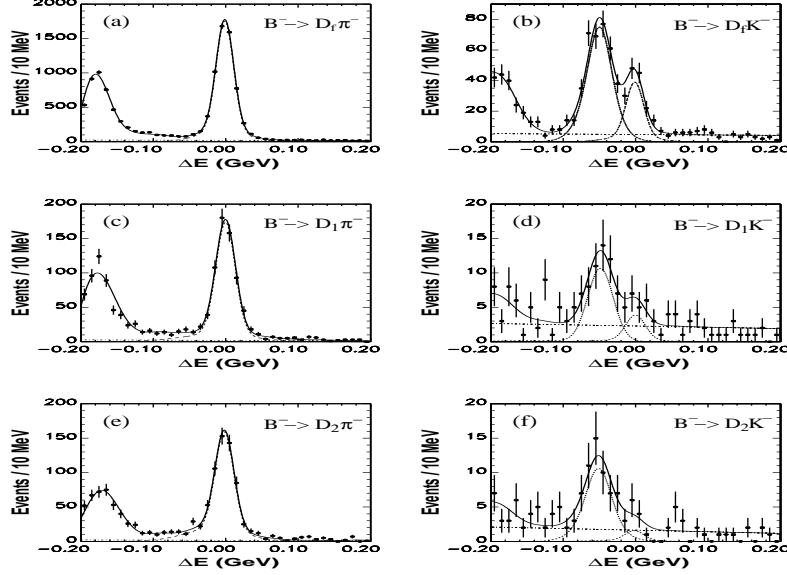 Events / 10 MeV
2000
1500
1000
500
0
(a)
B⁻−> D_f π⁻
−0.20 −0.10 0.00 0.10 0.20
ΔE (GeV)
Events / 10 MeV
80
60
40
20
0
(b)
B⁻−> D_f K⁻
−0.20 −0.10 0.00 0.10 0.20
ΔE (GeV)
Events / 10 MeV
200
150
100
50
0
(c)
B⁻−> D₁π⁻
−0.20 −0.10 0.00 0.10 0.20
ΔE (GeV)
Events / 10 MeV
20
15
10
5
0
(d)
B⁻−> D₁K⁻
−0.20 −0.10 0.00 0.10 0.20
ΔE (GeV)
Events / 10 MeV
200
150
100
50
0
(e)
B⁻−> D₂π⁻
−0.20 −0.10 0.00 0.10 0.20
ΔE (GeV)
Events / 10 MeV
20
15
10
5
0
(f)
B⁻−> D₂K⁻
−0.20 −0.10 0.00 0.10 0.20
ΔE (GeV)